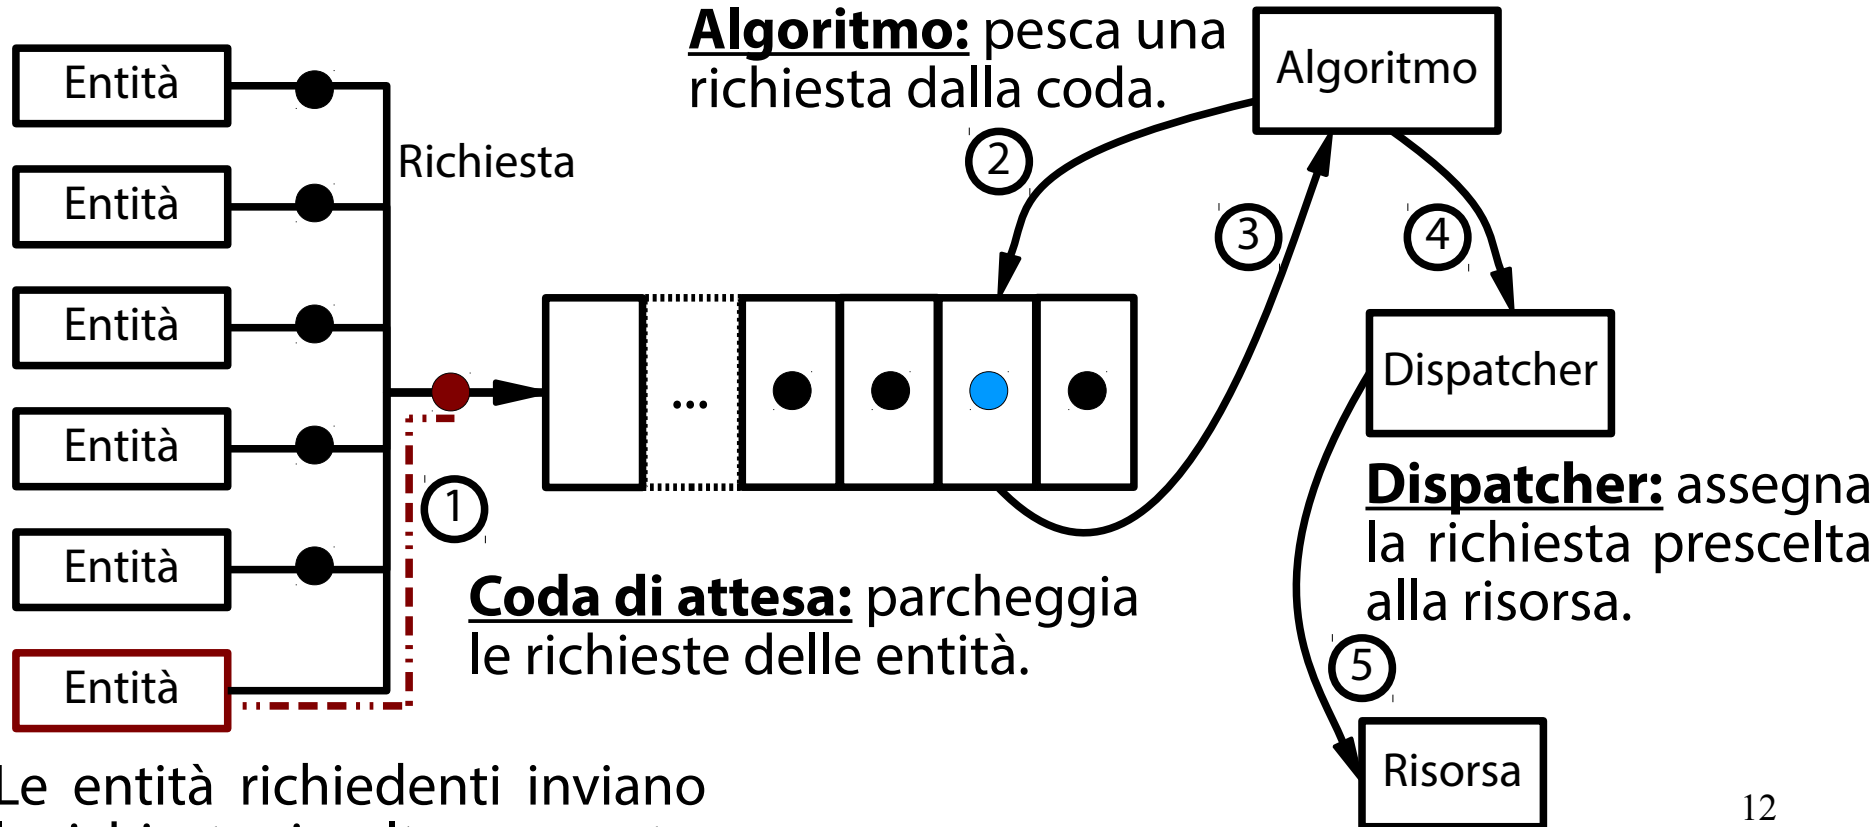 Algoritmo: pesca una
richiesta dalla coda.
Algoritmo
Entità
Entità
Entità
Entità
Entità
Entità
Richiesta
2
3
4
...
1
Dispatcher
Dispatcher: assegna
la richiesta prescelta
alla risorsa.
Coda di attesa: parcheggia
le richieste delle entità.
5
Risorsa
Le entità richiedenti inviano
12